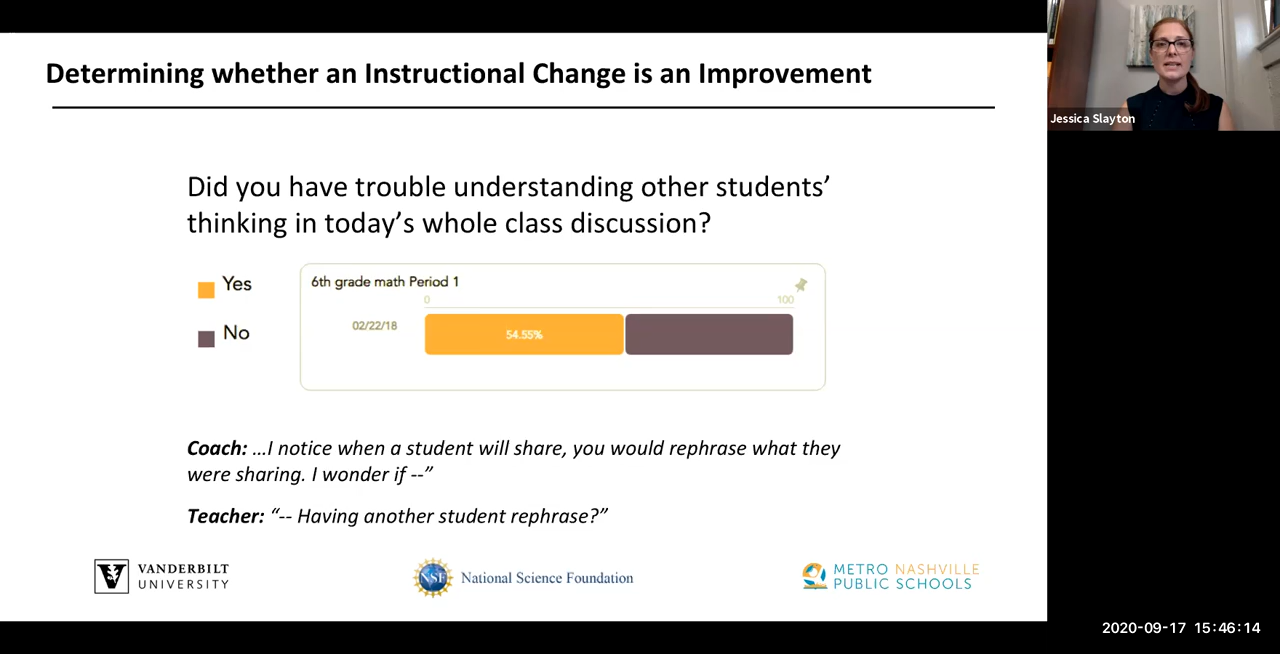 Determining whether an Instructional Change is an Improvement
Jessica Slayton
Did you have trouble understanding other students’
thinking in today’s whole class discussion?
Yes
No
6th grade math Period 1
0
100
02/22/18
54.55%
Coach: …I notice when a student will share, you would rephrase what they
were sharing. I wonder if --”
Teacher: “-- Having another student rephrase?”
VANDERBILT
UNIVERSITY
NSF
National Science Foundation
METRO NASHVILLE
PUBLIC SCHOOLS
2020-09-17 15:46:14